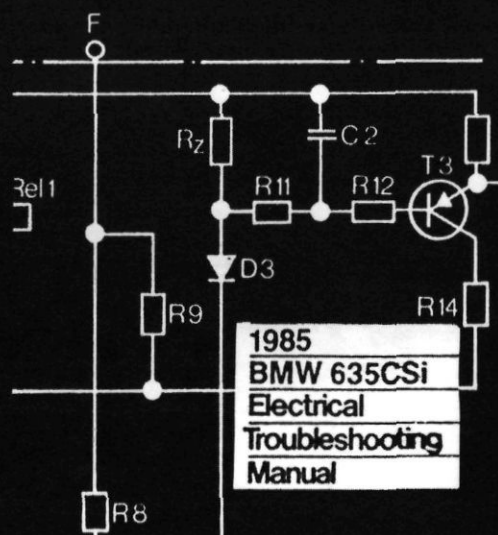 F
Rz
C2
T3
Rel1
R11
R12
D3
R9
R14
1985
BMW 635CSi
Electrical
Troubleshooting
Manual
R8